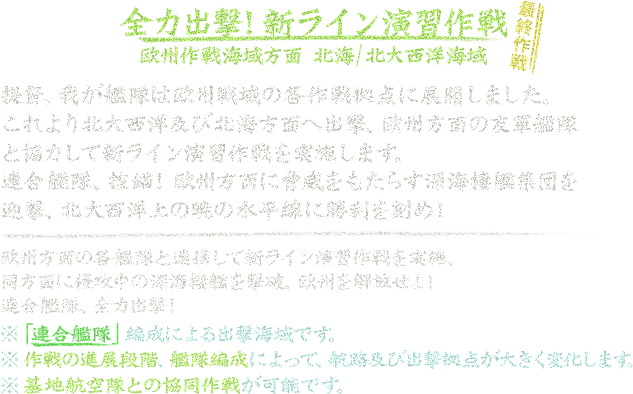 全力出撃！新ライン演習作戦
最終作戦
欧州作戦海域方面 北海/北大西洋海域
提督、我が艦隊は欧州戦域の各作戦拠点に展開しました。
これより北大西洋及び北海方面へ出撃、欧州方面の友軍艦隊
と協力して新ライン演習作戦を実施します。
連合艦隊、抜錨！欧州方面に脅威をもたらす深海棲艦集団を
迎撃、北大西洋上の暁の水平線に勝利を刻め！
欧州方面の各艦隊と連携して新ライン演習作戦を実施、
同方面に侵攻中の深海棲艦を撃滅、欧州を解放せよ！
連合艦隊、全力出撃！
※「連合艦隊」編成による出撃海域です。
※作戦の進展段階、艦隊編成によって、航路及び出撃拠点が大きく変化します。
※基地航空隊との協同作戦が可能です。